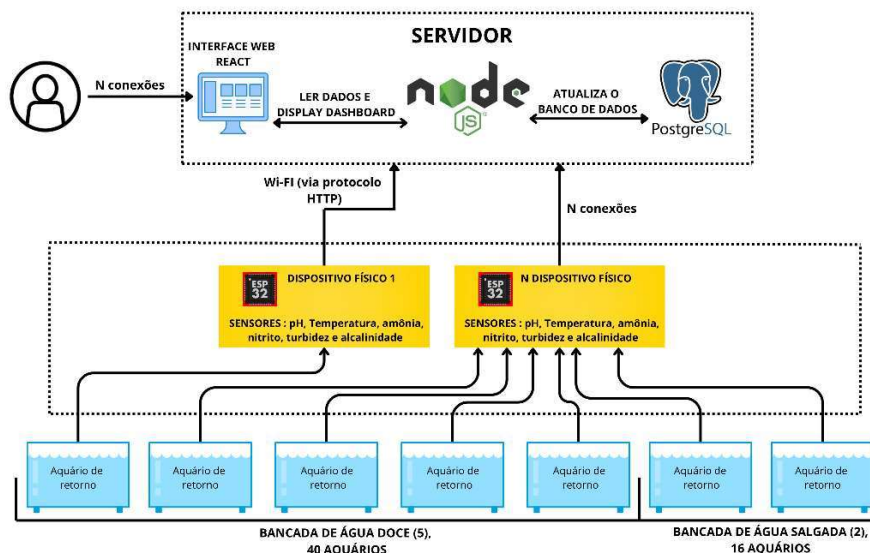 SERVIDOR
INTERFACE WEB
REACT
N conexões
LER DADOS E
DISPLAY DASHBOARD
node
JS
ATUALIZA O
BANCO DE DADOS
PostgreSQL
Wi-FI (via protocolo
HTTP)
N conexões
ESP
32
DISPOSITIVO FÍSICO 1
SENSORES : pH, Temperatura, amônia,
nitrito, turbidez e alcalinidade
ESP
32
N DISPOSITIVO FÍSICO
SENSORES : pH, Temperatura, amônia,
nitrito, turbidez e alcalinidade
Aquário de
retorno
Aquário de
retorno
Aquário de
retorno
Aquário de
retorno
Aquário de
retorno
Aquário de
retorno
Aquário de
retorno
BANCADA DE ÁGUA DOCE (5),
40 AQUÁRIOS
BANCADA DE ÁGUA SALGADA (2),
16 AQUÁRIOS